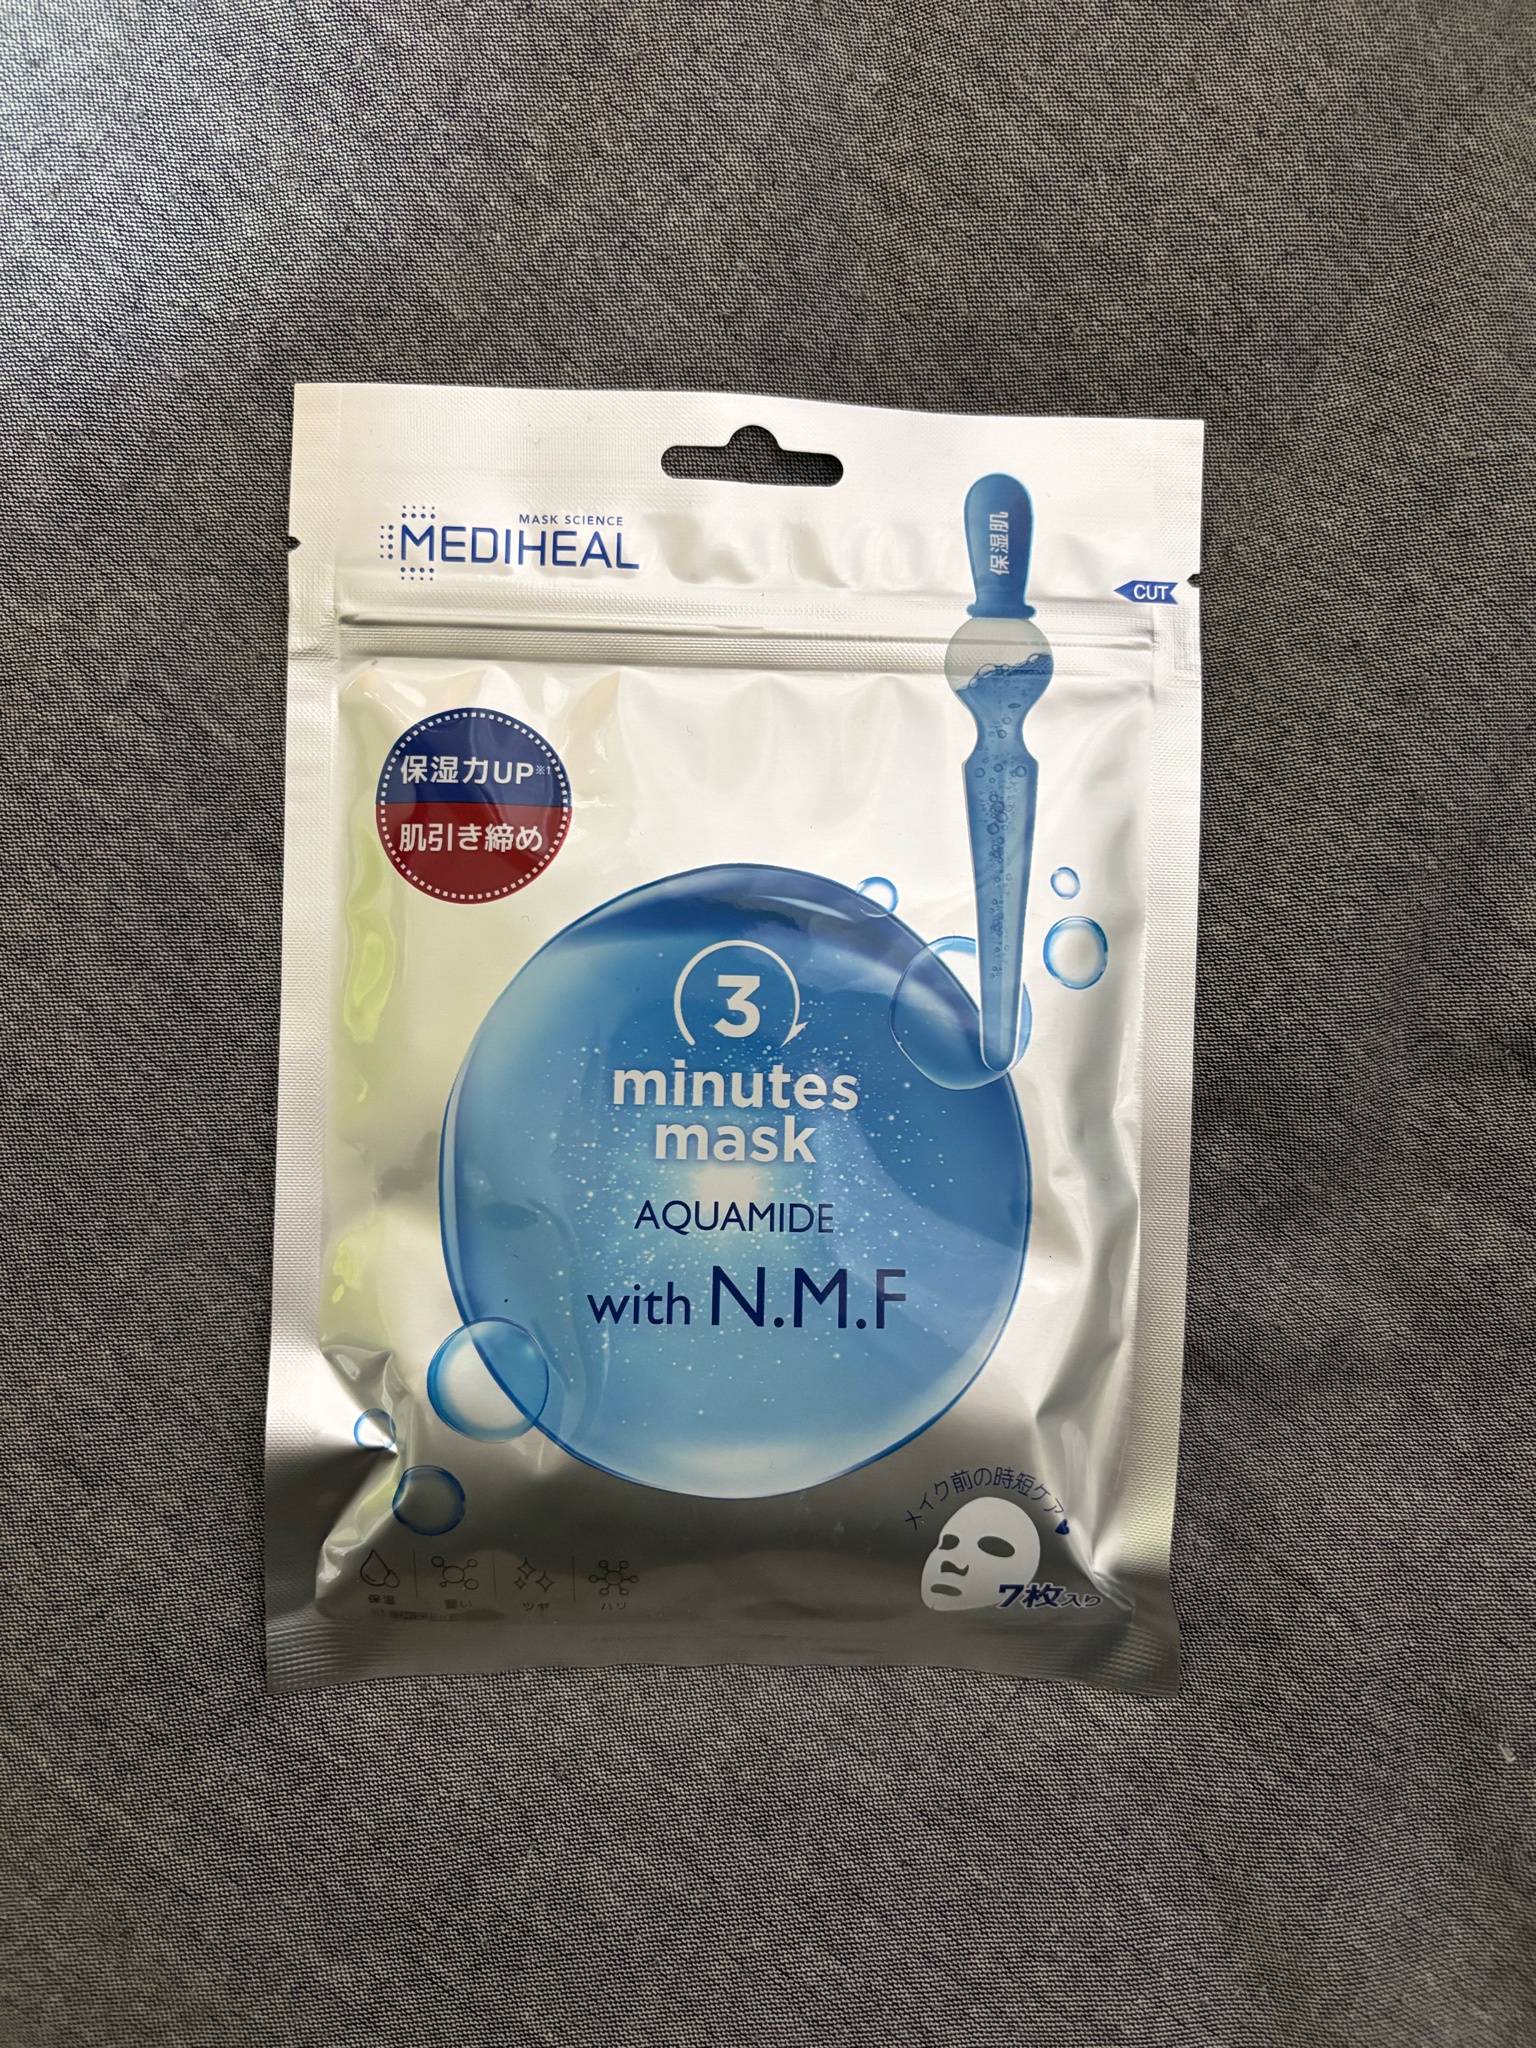 MASK SCIENCE
MEDIHEAL
保湿肌
CUT
保湿力UP※1
肌引き締め
3
minutes
mask
AQUAMIDE
with N.M.F
メイク前の時短ケア♥
7枚入り
保湿
潤い
ツヤ
ハリ